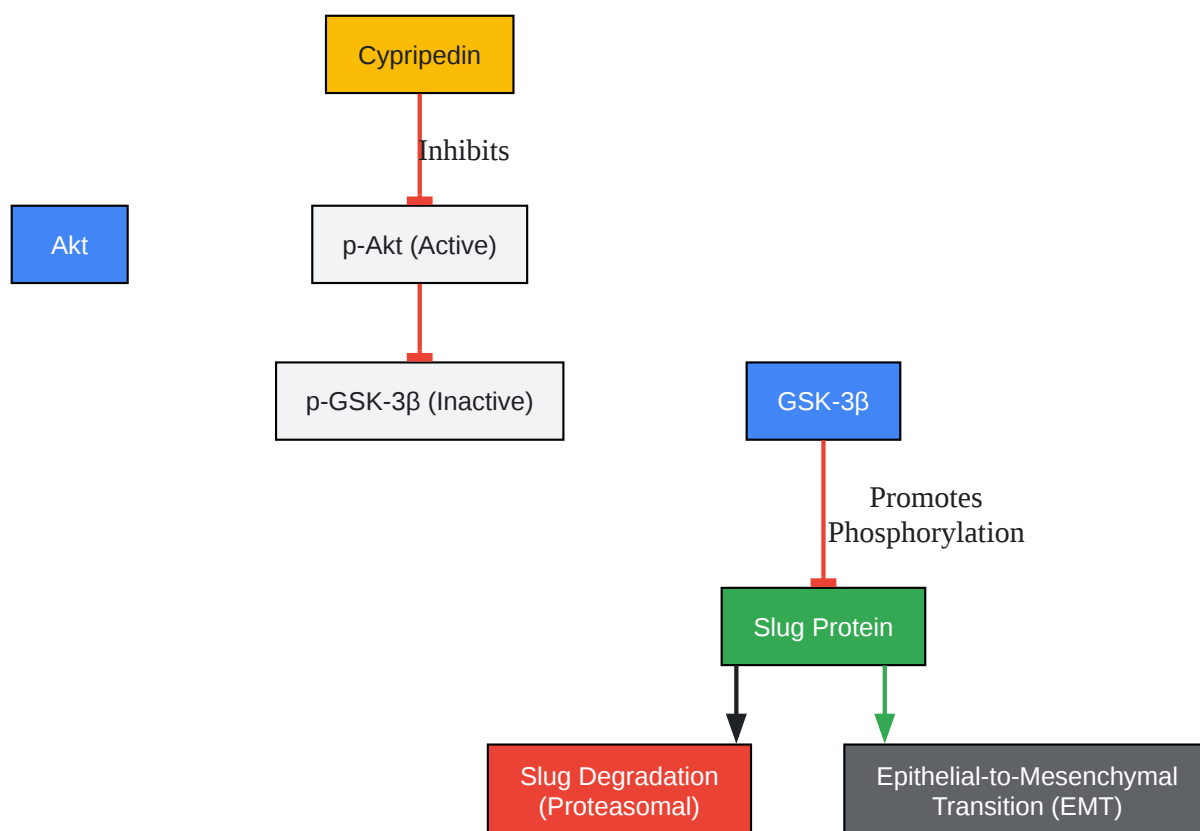 Cypripedin
Inhibits
Akt
p-Akt (Active)
p-GSK-3β (Inactive)
GSK-3β
Promotes
Phosphorylation
Slug Protein
Slug Degradation
(Proteasomal)
Epithelial-to-Mesenchymal
Transition (EMT)